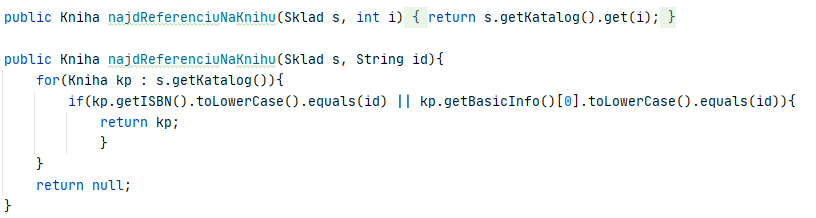 public Kniha najdReferenciuNaKnihu(Sklad s, int i) { return s.getKatalog().get(i); }
public Kniha najdReferenciuNaKnihu(Sklad s, String id){
for(Kniha kp : s.getKatalog()){
if(kp.getISBN().toLowerCase().equals(id) || kp.getBasicInfo()[0].toLowerCase().equals(id)){
return kp;
}
}
return null;
}